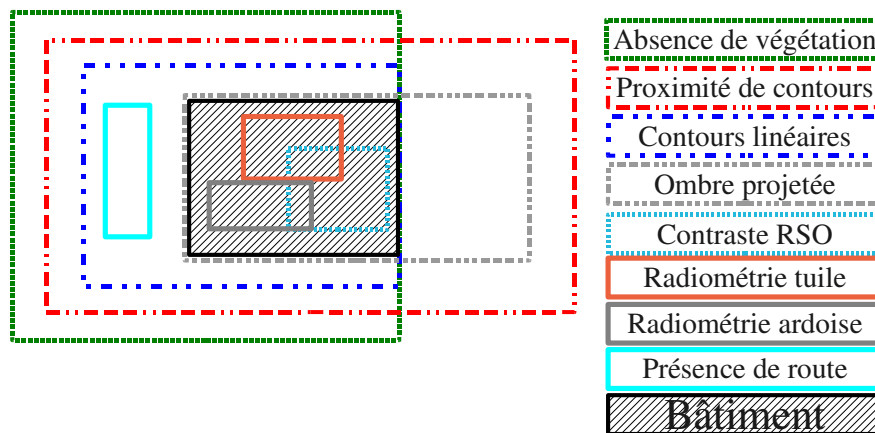 Absence de végétation
Proximité de contours
Contours linéaires
Ombre projetée
Contraste RSO
Radiométrie tuile
Radiométrie ardoise
Présence de route
Bâtiment